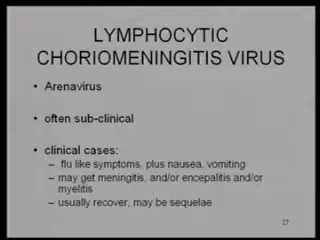 LYMPHOCYTIC
CHORIOMENINGITIS VIRUS
• Arenavirus
• often sub-clinical
• clinical cases:
– flu like symptoms, plus nausea, vomiting
– may get meningitis, and/or encepalitis and/or
myelitis
– usually recover, may be sequelae
27